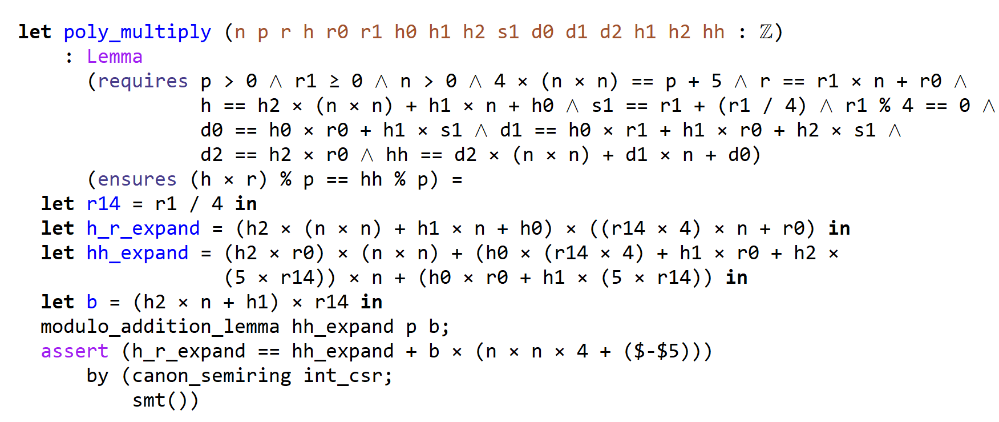 let poly_multiply (n p r h r0 r1 h0 h1 h2 s1 d0 d1 d2 h1 h2 hh : ℤ)
    : Lemma
      (requires p > 0 ∧ r1 ≥ 0 ∧ n > 0 ∧ 4 × (n × n) == p + 5 ∧ r == r1 × n + r0 ∧
                h == h2 × (n × n) + h1 × n + h0 ∧ s1 == r1 + (r1 / 4) ∧ r1 % 4 == 0 ∧
                d0 == h0 × r0 + h1 × s1 ∧ d1 == h0 × r1 + h1 × r0 + h2 × s1 ∧
                d2 == h2 × r0 ∧ hh == d2 × (n × n) + d1 × n + d0)
      (ensures (h × r) % p == hh % p) =
  let r14 = r1 / 4 in
  let h_r_expand = (h2 × (n × n) + h1 × n + h0) × ((r14 × 4) × n + r0) in
  let hh_expand = (h2 × r0) × (n × n) + (h0 × (r14 × 4) + h1 × r0 + h2 ×
                  (5 × r14)) × n + (h0 × r0 + h1 × (5 × r14)) in
  let b = (h2 × n + h1) × r14 in
  modulo_addition_lemma hh_expand p b;
  assert (h_r_expand == hh_expand + b × (n × n × 4 + ($-$5)))
      by (canon_semiring int_csr;
          smt())